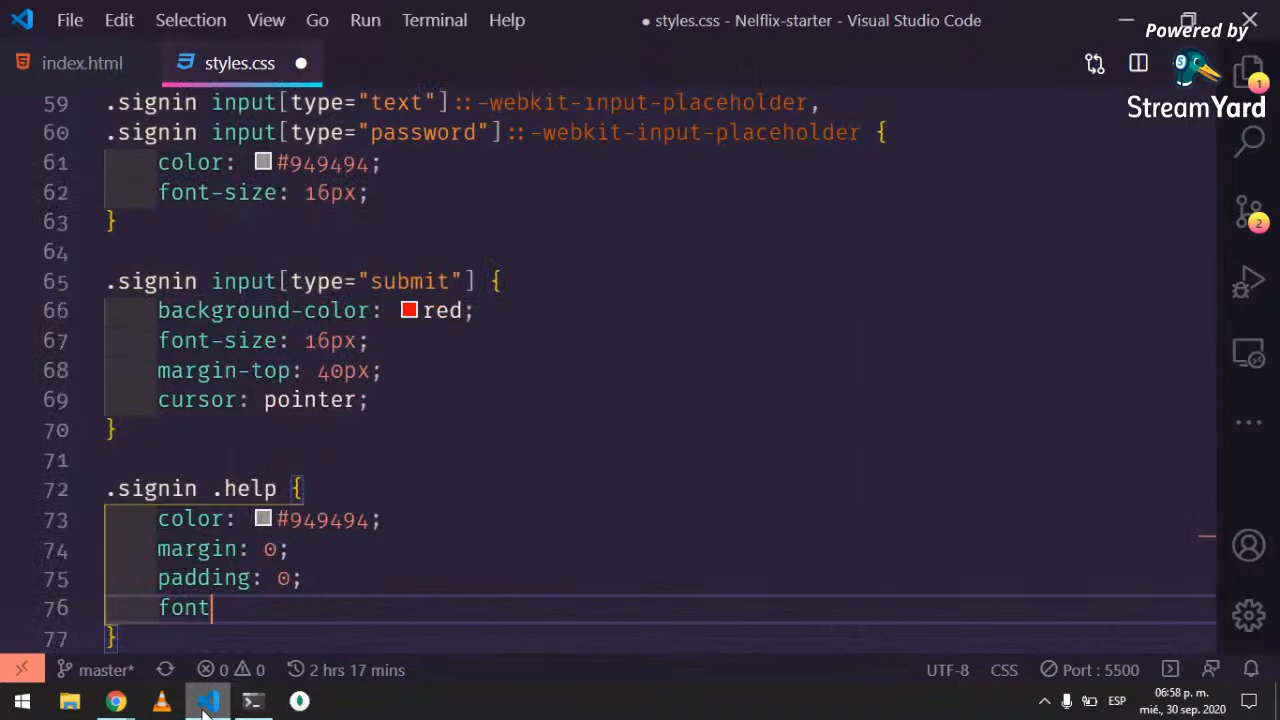 File Edit Selection View Go Run Terminal Help ● styles.css - Nelflix-starter - Visual Studio Code
Powered by
StreamYard
index.html styles.css
59 .signin input[type="text"]::-webkit-input-placeholder,
60 .signin input[type="password"]::-webkit-input-placeholder {
61 color: #949494;
62 font-size: 16px;
63 }
64
65 .signin input[type="submit"] {
66 background-color: red;
67 font-size: 16px;
68 margin-top: 40px;
69 cursor: pointer;
70 }
71
72 .signin .help {
73 color: #949494;
74 margin: 0;
75 padding: 0;
76 font
77 }
1
2
master* 0 0 2 hrs 17 mins UTF-8 CSS Port : 5500
ESP
06:58 p. m.
mié., 30 sep. 2020